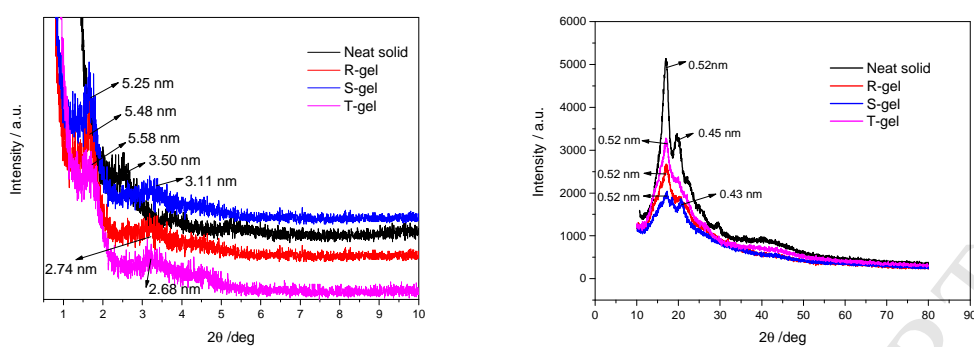 Intensity / a.u.
Neat solid
R-gel
S-gel
T-gel
5.25 nm
5.48 nm
5.58 nm
3.50 nm
3.11 nm
2.74 nm
2.68 nm
1 2 3 4 5 6 7 8 9 10
2θ /deg
Intensity / a.u.
6000
5000
4000
3000
2000
1000
0
Neat solid
R-gel
S-gel
T-gel
0.52nm
0.45 nm
0.52 nm
0.52 nm
0.52 nm
0.43 nm
0 10 20 30 40 50 60 70 80 90
2θ /deg